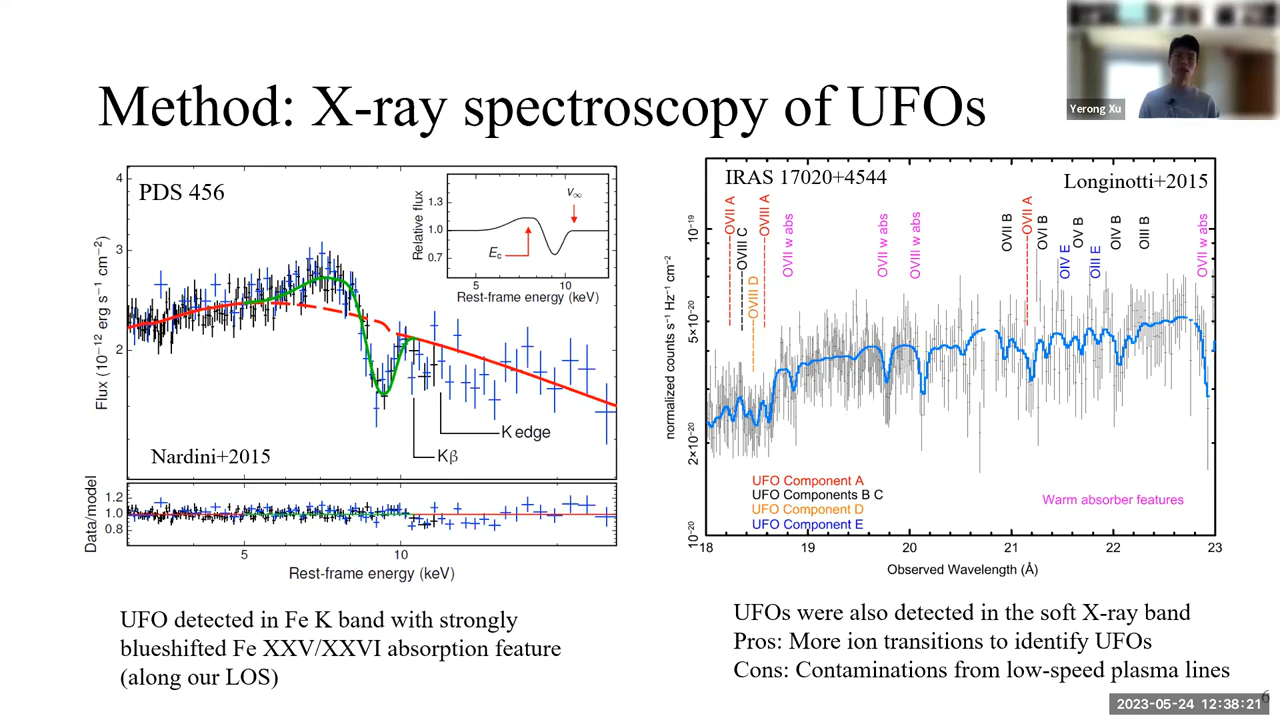 Yerong Xu
Method: X-ray spectroscopy of UFOs
PDS 456
Nardini+2015
Flux (10⁻¹² erg s⁻¹ cm⁻²)
4
3
2
Relative flux
1.3
1.0
0.7
v∞
Ec
5
10
Rest-frame energy (keV)
K edge
Kβ
Data/model
1.2
1.0
0.8
5
10
Rest-frame energy (keV)
UFO detected in Fe K band with strongly
blueshifted Fe XXV/XXVI absorption feature
(along our LOS)
IRAS 17020+4544
Longinotti+2015
normalized counts s⁻¹ Hz⁻¹ cm⁻²
10⁻¹⁹
5×10⁻²⁰
2×10⁻²⁰
10⁻²⁰
OVII A
OVIII C
OVIII D
OVIII A
OVII w abs
OVII w abs
OVIII w abs
OVII B
OVII A
OVI B
OIV E
OV B
OIII E
OIV B
OIII B
OVII w abs
UFO Component A
UFO Components B C
UFO Component D
UFO Component E
Warm absorber features
18
19
20
21
22
23
Observed Wavelength (Å)
UFOs were also detected in the soft X-ray band
Pros: More ion transitions to identify UFOs
Cons: Contaminations from low-speed plasma lines
6
2023-05-24 12:38:21